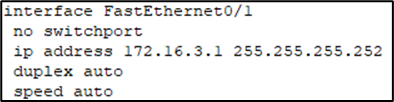 interface FastEthernet0/1
no switchport
ip address 172.16.3.1 255.255.255.252
duplex auto
speed auto